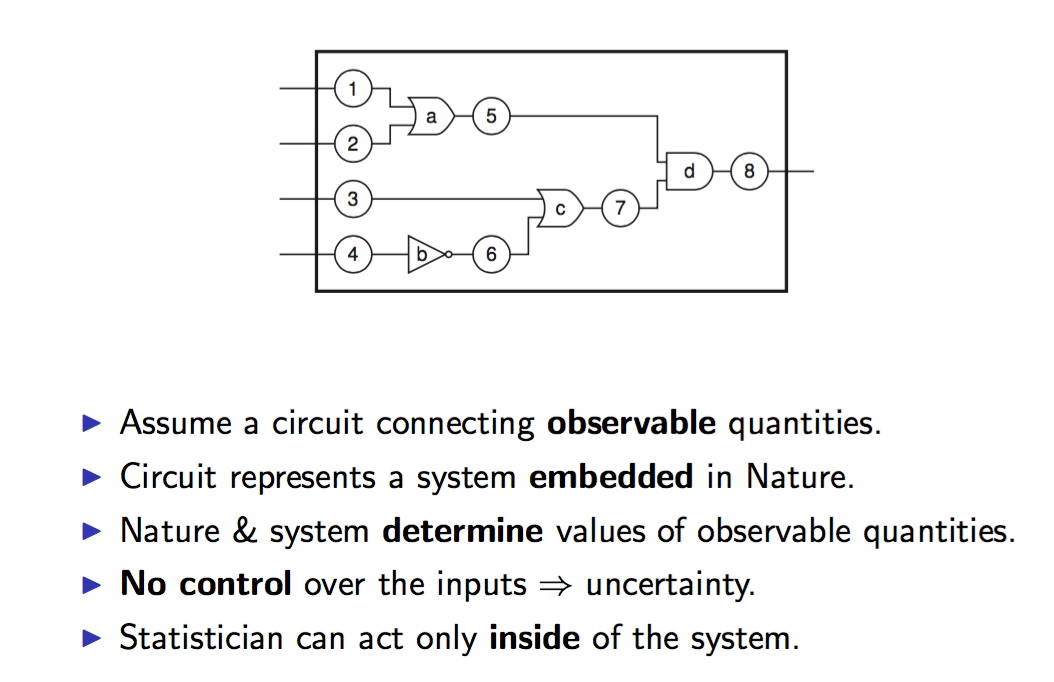 1
a
5
2
d
8
3
c
7
4
b
6
▶ Assume a circuit connecting observable quantities.
▶ Circuit represents a system embedded in Nature.
▶ Nature & system determine values of observable quantities.
▶ No control over the inputs ⇒ uncertainty.
▶ Statistician can act only inside of the system.